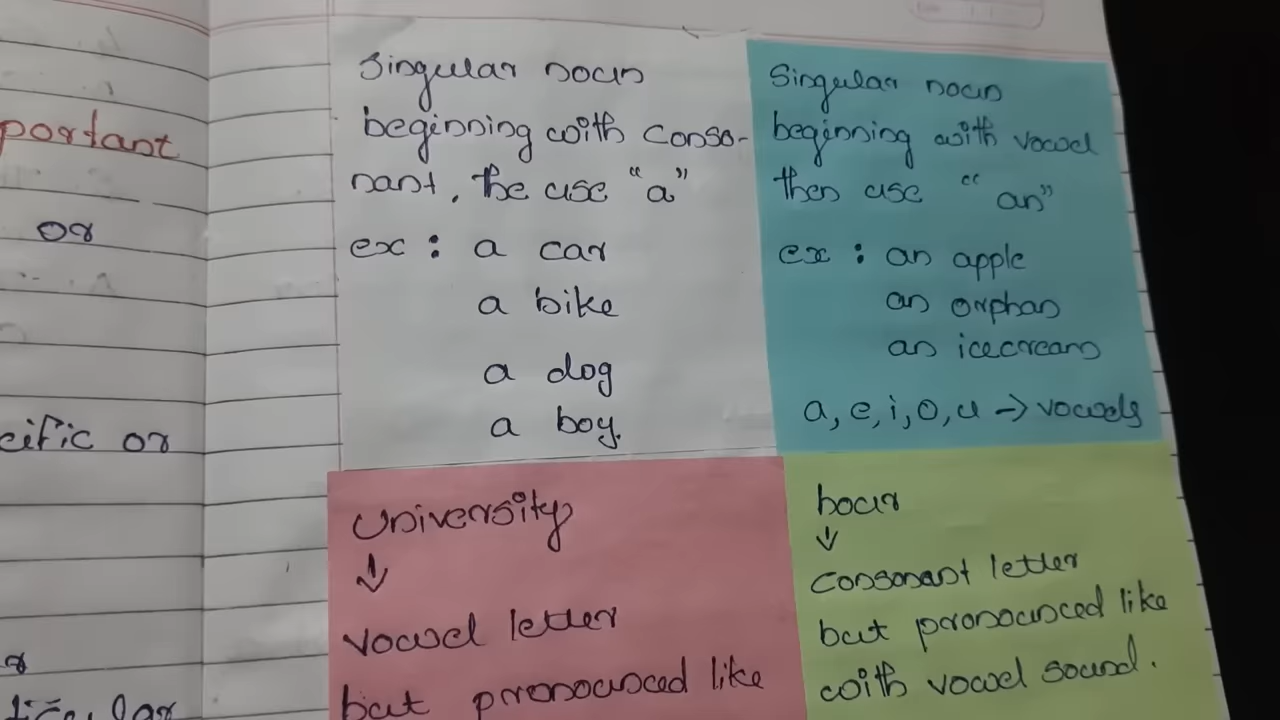 portant
or
cific or
Singular noun
beginning with conso-
nant, the use "a"
ex : a car
a bike
a dog
a boy.
Singular noun
beginning with vowel
then use "an"
ex : an apple
an orphan
an icecream
a, e, i, o, u → vowels
University
↓
vowel letter
but pronounced like
hour
↓
consonant letter
but pronounced like
with vowel sound.